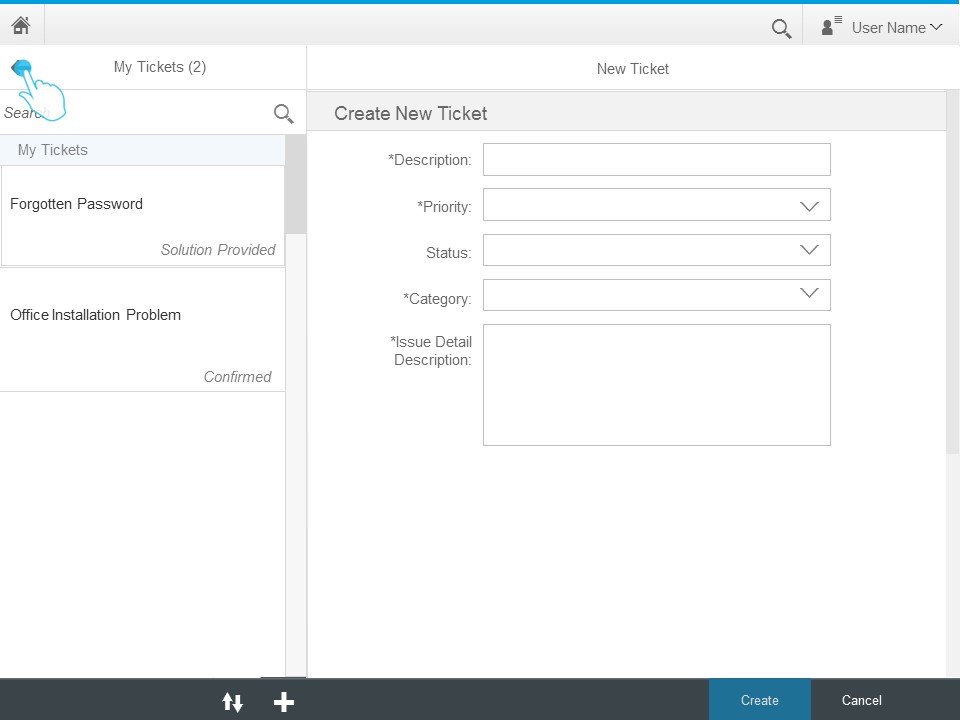 User Name
My Tickets (2)
New Ticket
Search
Create New Ticket
My Tickets
Forgotten Password
Solution Provided
Office Installation Problem
Confirmed
*Description:
*Priority:
Status:
*Category:
*Issue Detail
Description:
Create
Cancel